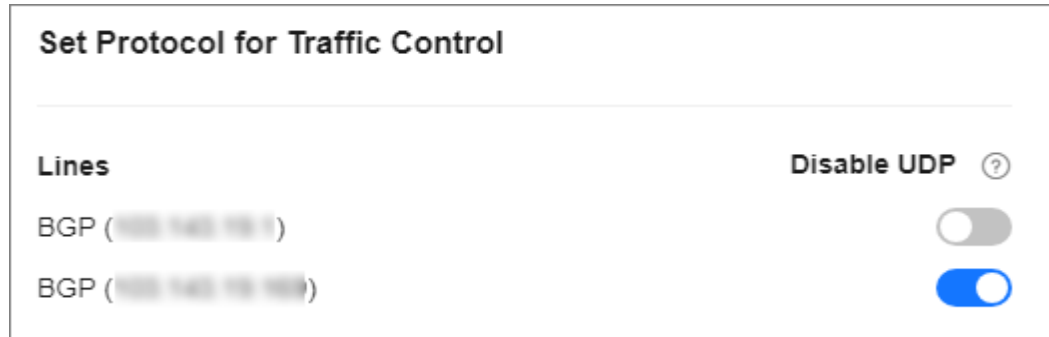 Set Protocol for Traffic Control
Lines Disable UDP ?
BGP ( )
BGP ( )